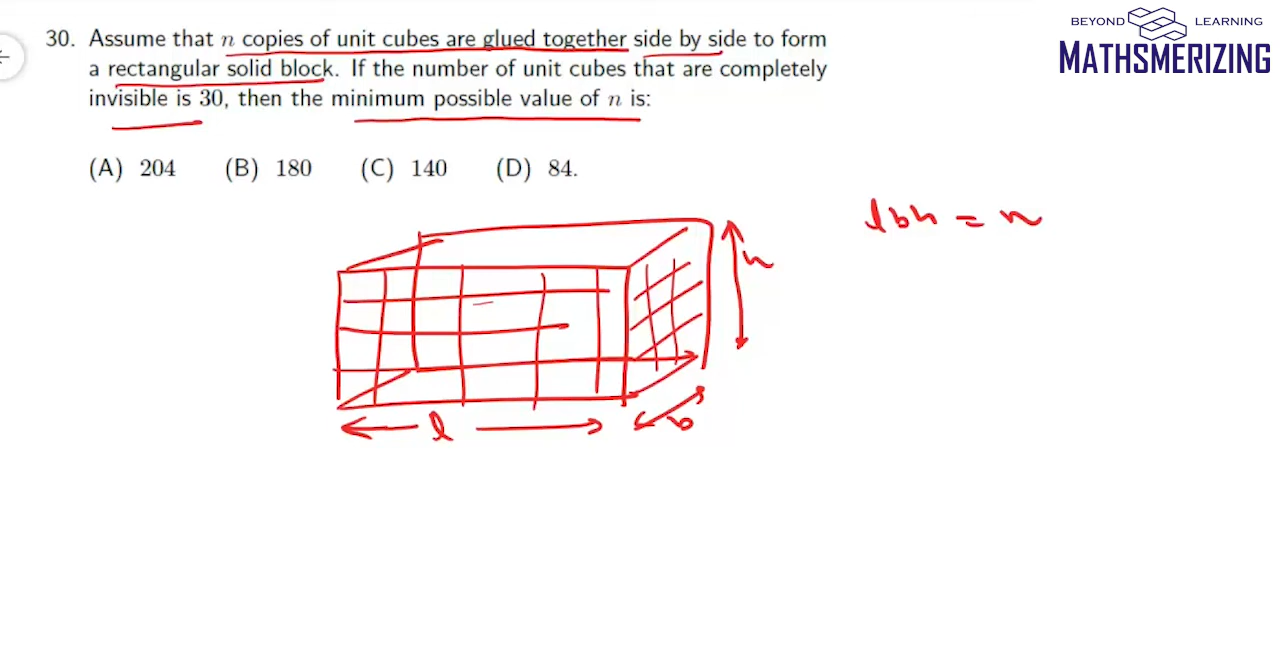 BEYOND LEARNING
MATHSMERIZING
30. Assume that n copies of unit cubes are glued together side by side to form
a rectangular solid block. If the number of unit cubes that are completely
invisible is 30, then the minimum possible value of n is:
(A) 204 (B) 180 (C) 140 (D) 84.
lbh = n
h
l
b